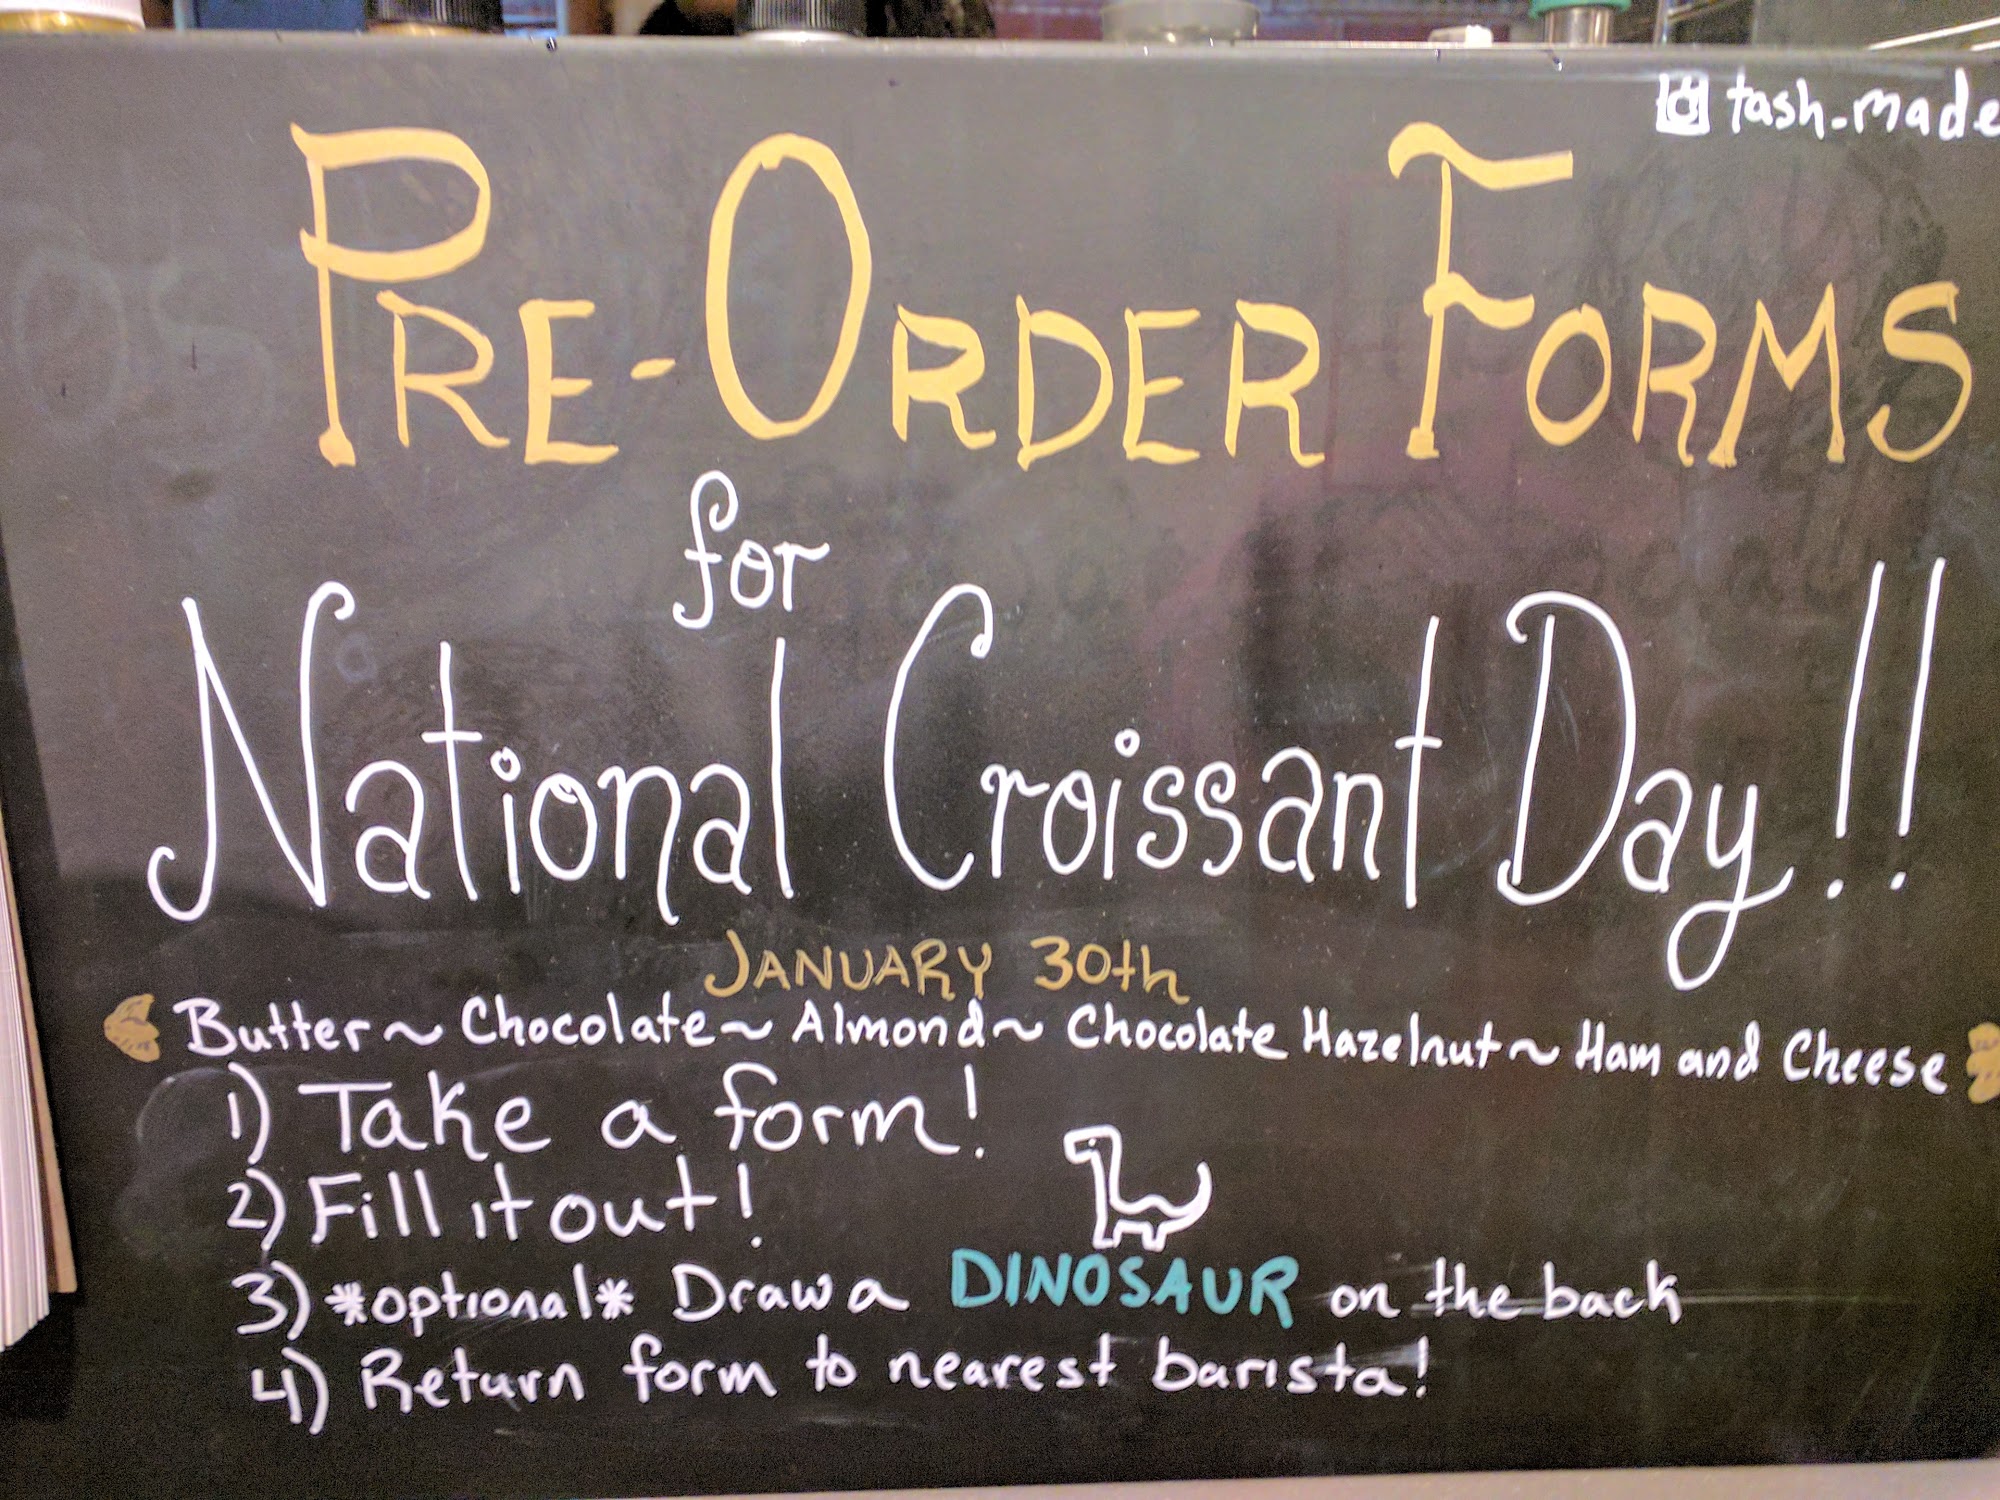 tash_made
PRE-ORDER FORMS
for
National Croissant Day!!
JANUARY 30th
Butter ~ Chocolate ~ Almond ~ Chocolate Hazelnut ~ Ham and Cheese
1) Take a form!
2) Fill it out!
3) *optional* Draw a DINOSAUR on the back
4) Return form to nearest barista!